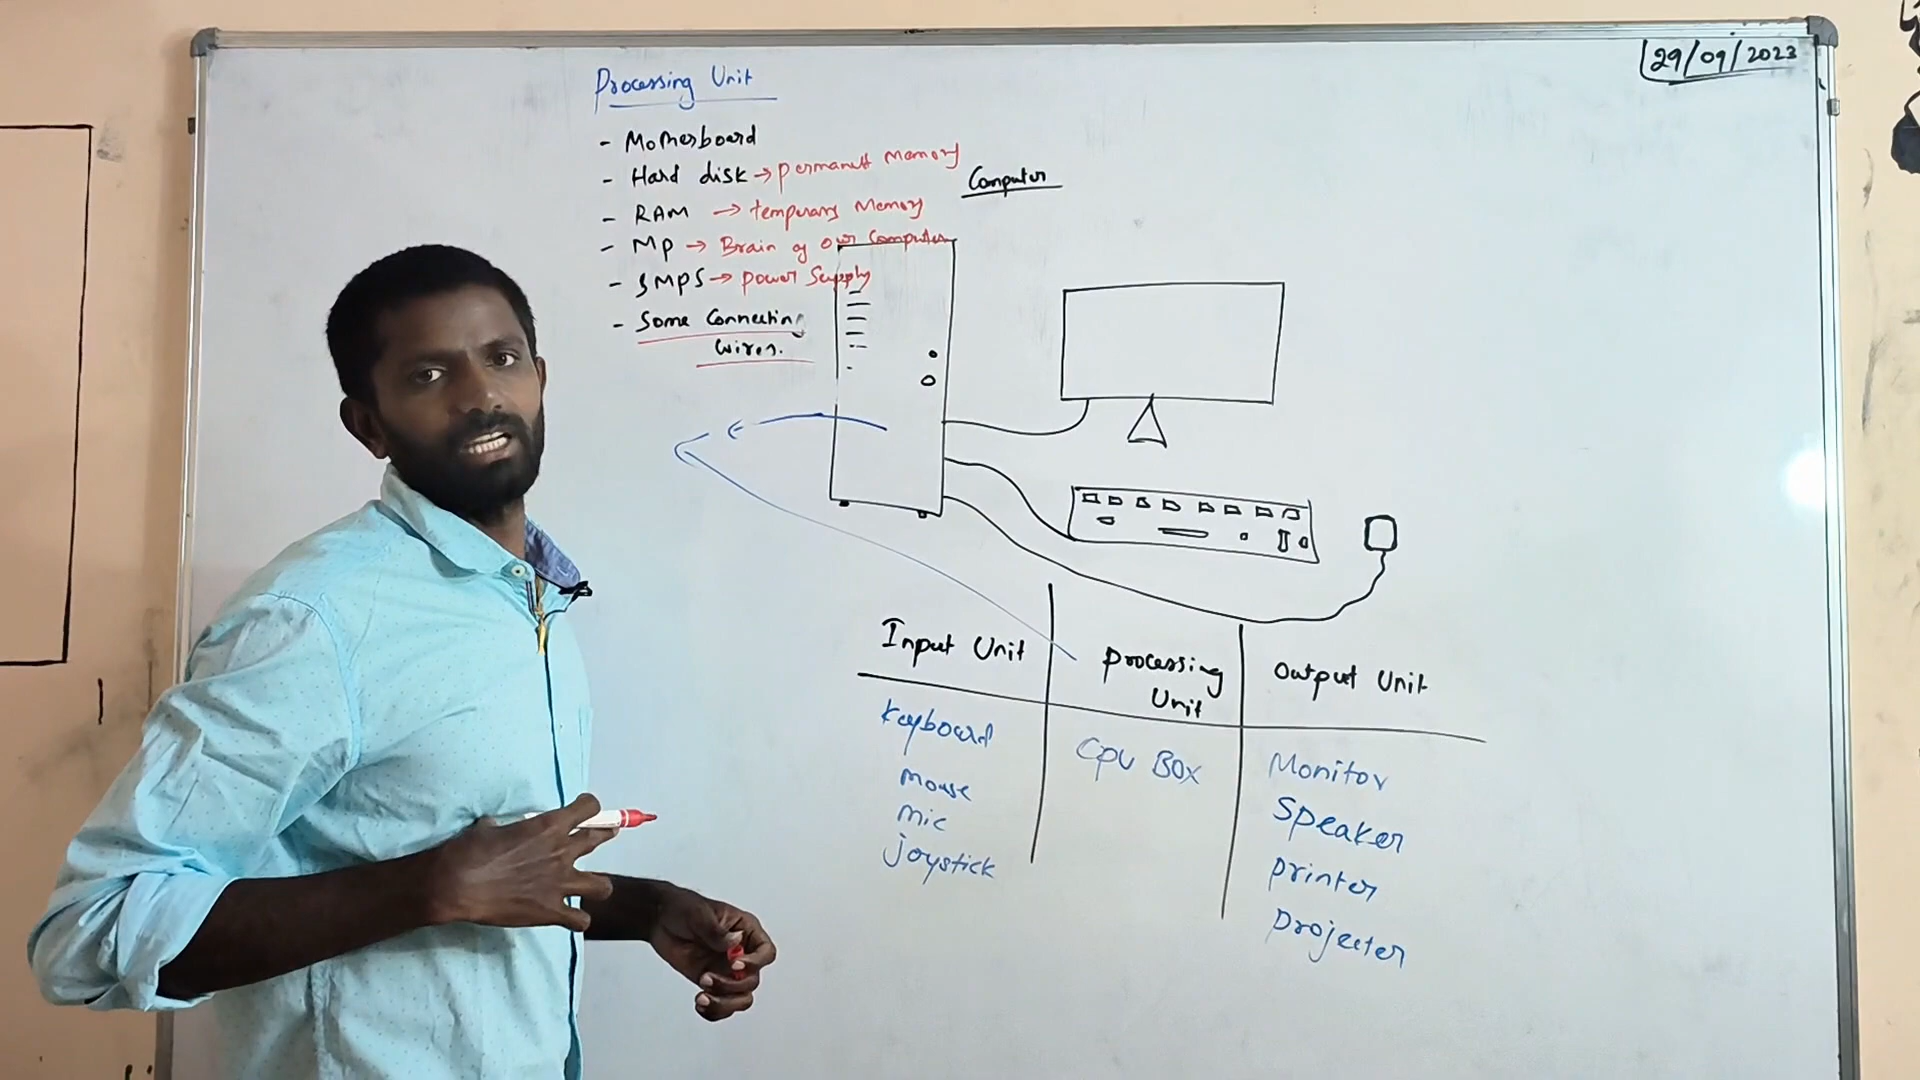 29/09/2023
Processing Unit
- Motherboard
- Hard disk → permanent Memory
Computer
- RAM → temporary Memory
- MP → Brain of our Computer
- SMPS → power Supply
- Some Connecting
wires.
Input Unit
processing
Unit
output Unit
keyboard
Mouse
Mic
joystick
CPU BOX
Monitor
Speaker
printer
projecter